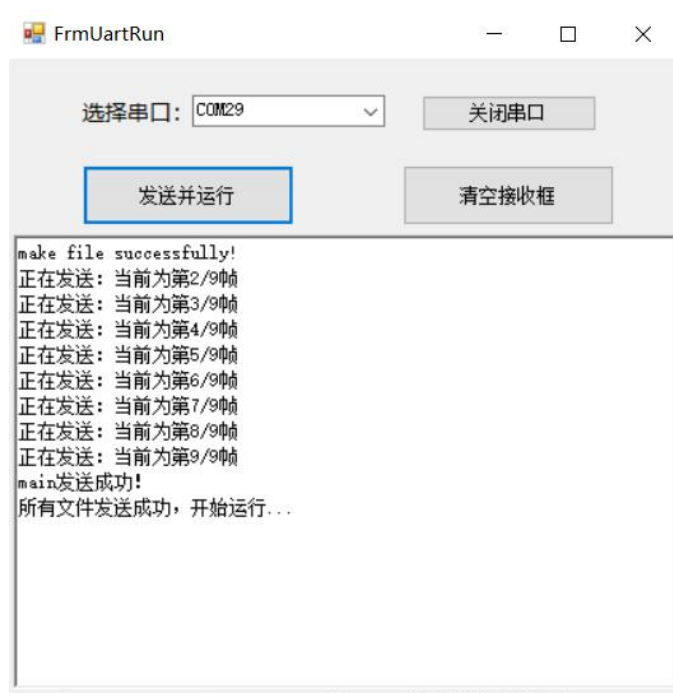 FrmUartRun
选择串口: COM29 关闭串口
发送并运行 清空接收框
make file successfully!
正在发送: 当前为第2/9帧
正在发送: 当前为第3/9帧
正在发送: 当前为第4/9帧
正在发送: 当前为第5/9帧
正在发送: 当前为第6/9帧
正在发送: 当前为第7/9帧
正在发送: 当前为第8/9帧
正在发送: 当前为第9/9帧
main发送成功!
所有文件发送成功，开始运行...